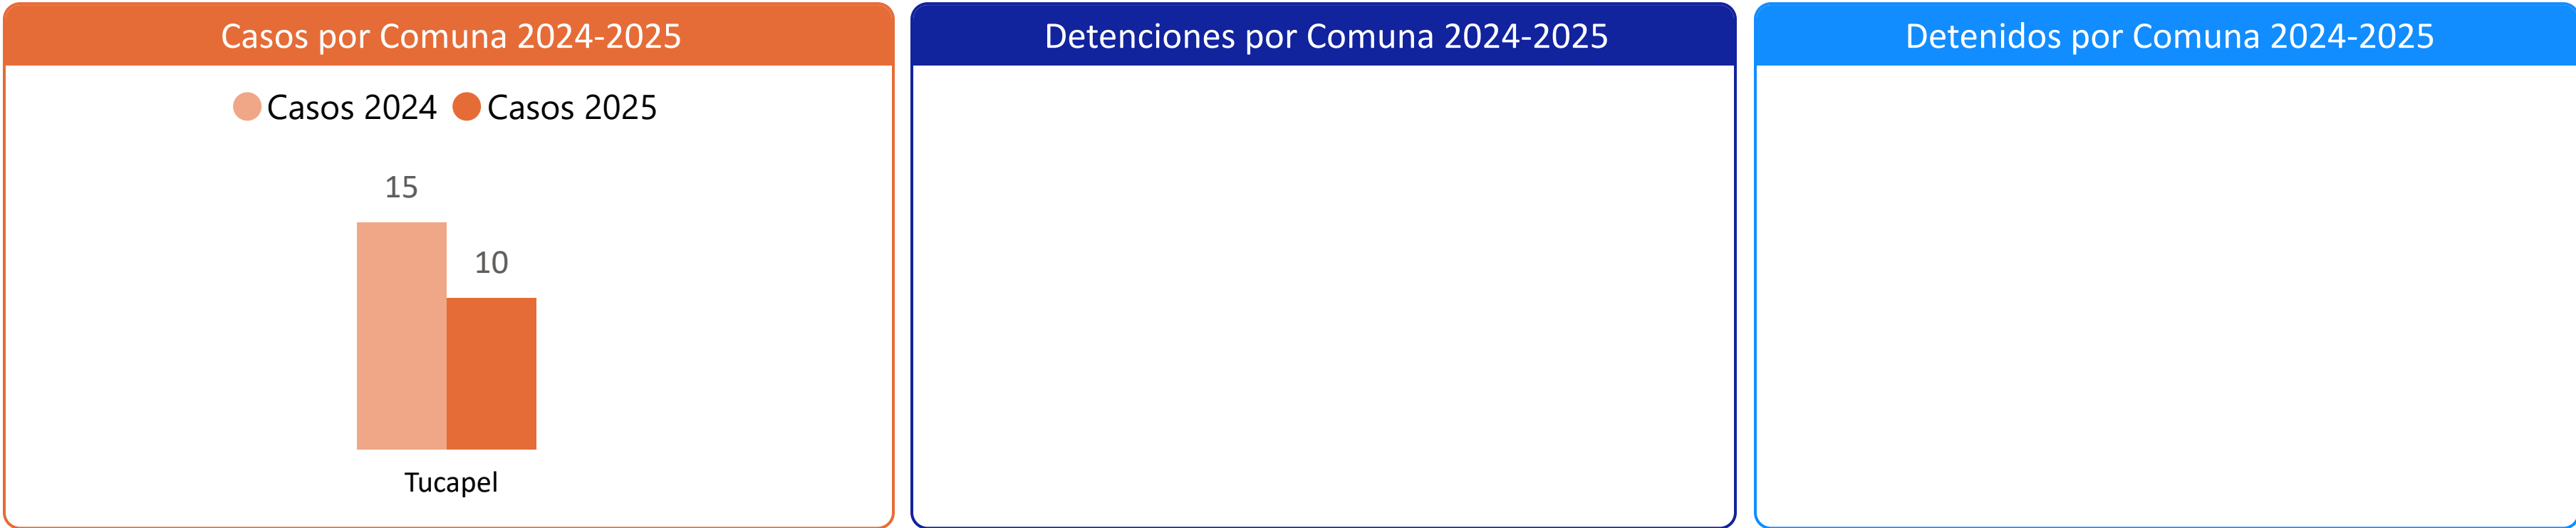 Casos por Comuna 2024-2025
Casos 2024 Casos 2025
15
10
Tucapel
Detenciones por Comuna 2024-2025
Detenidos por Comuna 2024-2025